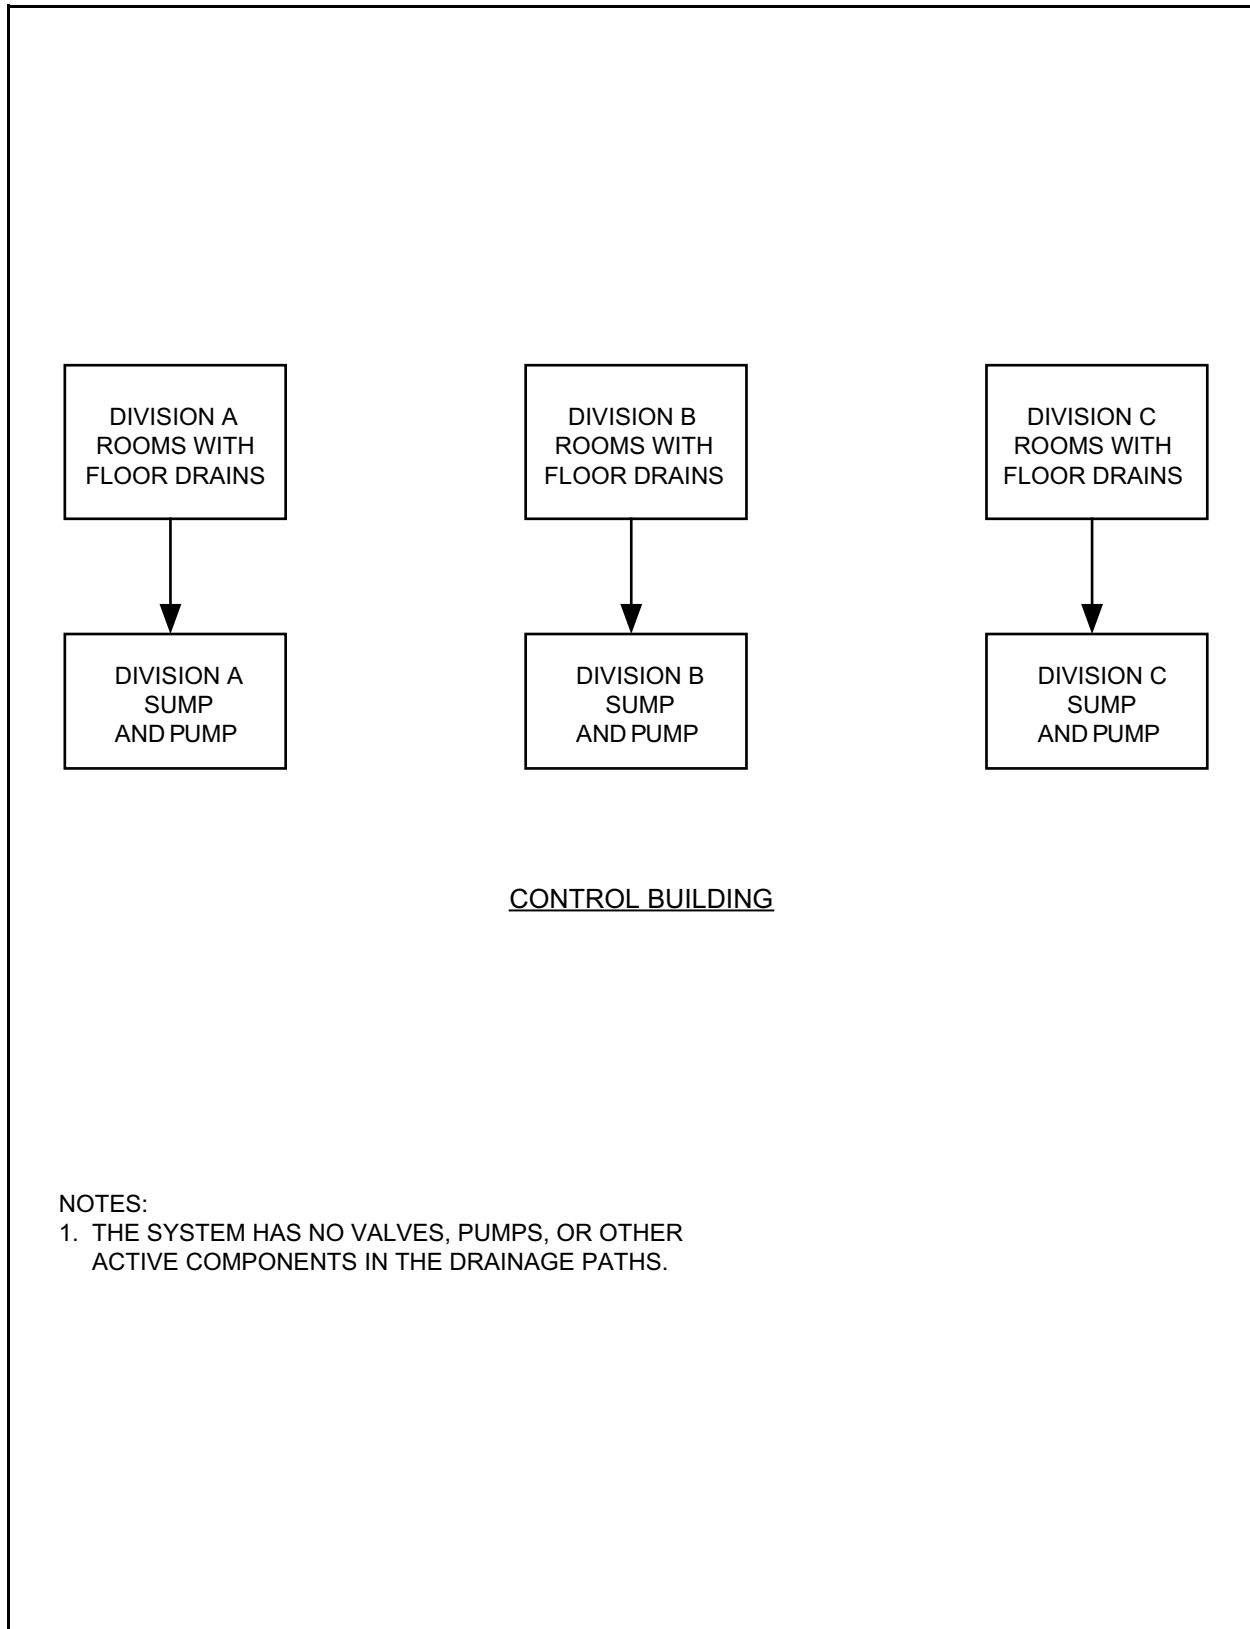 DIVISION A
ROOMS WITH
FLOOR DRAINS
DIVISION B
ROOMS WITH
FLOOR DRAINS
DIVISION C
ROOMS WITH
FLOOR DRAINS
DIVISION A
SUMP
AND PUMP
DIVISION B
SUMP
AND PUMP
DIVISION C
SUMP
AND PUMP
CONTROL BUILDING
NOTES:
1. THE SYSTEM HAS NO VALVES, PUMPS, OR OTHER
ACTIVE COMPONENTS IN THE DRAINAGE PATHS.